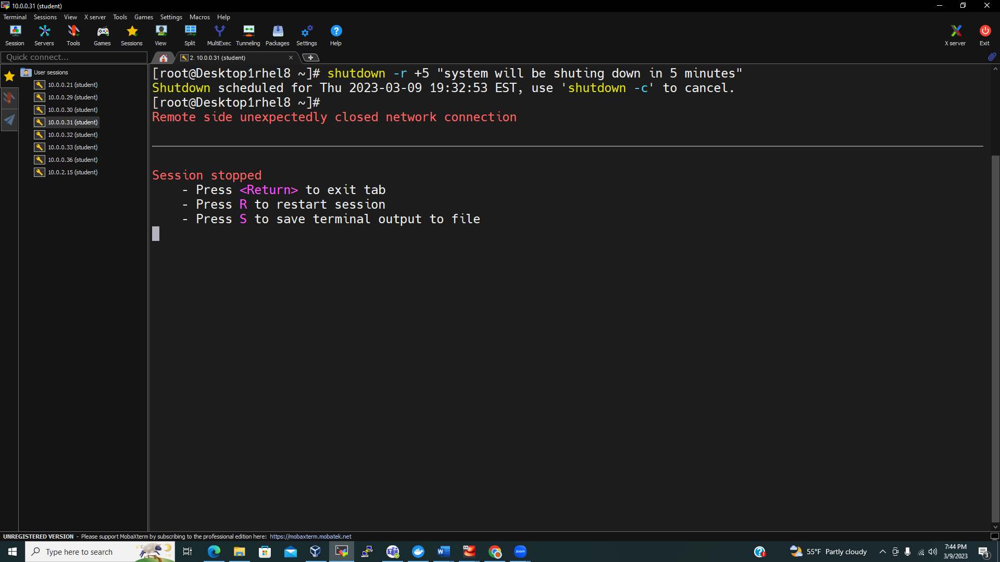 10.0.0.31 (student)
Terminal Sessions View X server Tools Games Settings Macros Help
Session Servers Tools Games Sessions View Split MultiExec Tunneling Packages Settings Help X server Exit
Quick connect...
2. 10.0.0.31 (student)
User sessions
10.0.0.21 (student)
10.0.0.29 (student)
10.0.0.30 (student)
10.0.0.31 (student)
10.0.0.32 (student)
10.0.0.33 (student)
10.0.0.36 (student)
10.0.2.15 (student)
[root@Desktop1rhel8 ~]# shutdown -r +5 "system will be shuting down in 5 minutes"
Shutdown scheduled for Thu 2023-03-09 19:32:53 EST, use 'shutdown -c' to cancel.
[root@Desktop1rhel8 ~]#
Remote side unexpectedly closed network connection
Session stopped
- Press <Return> to exit tab
- Press R to restart session
- Press S to save terminal output to file
UNREGISTERED VERSION - Please support MobaXterm by subscribing to the professional edition here: https://mobaxterm.mobatek.net
Type here to search
zoom
55°F Partly cloudy
7:44 PM
3/9/2023
3